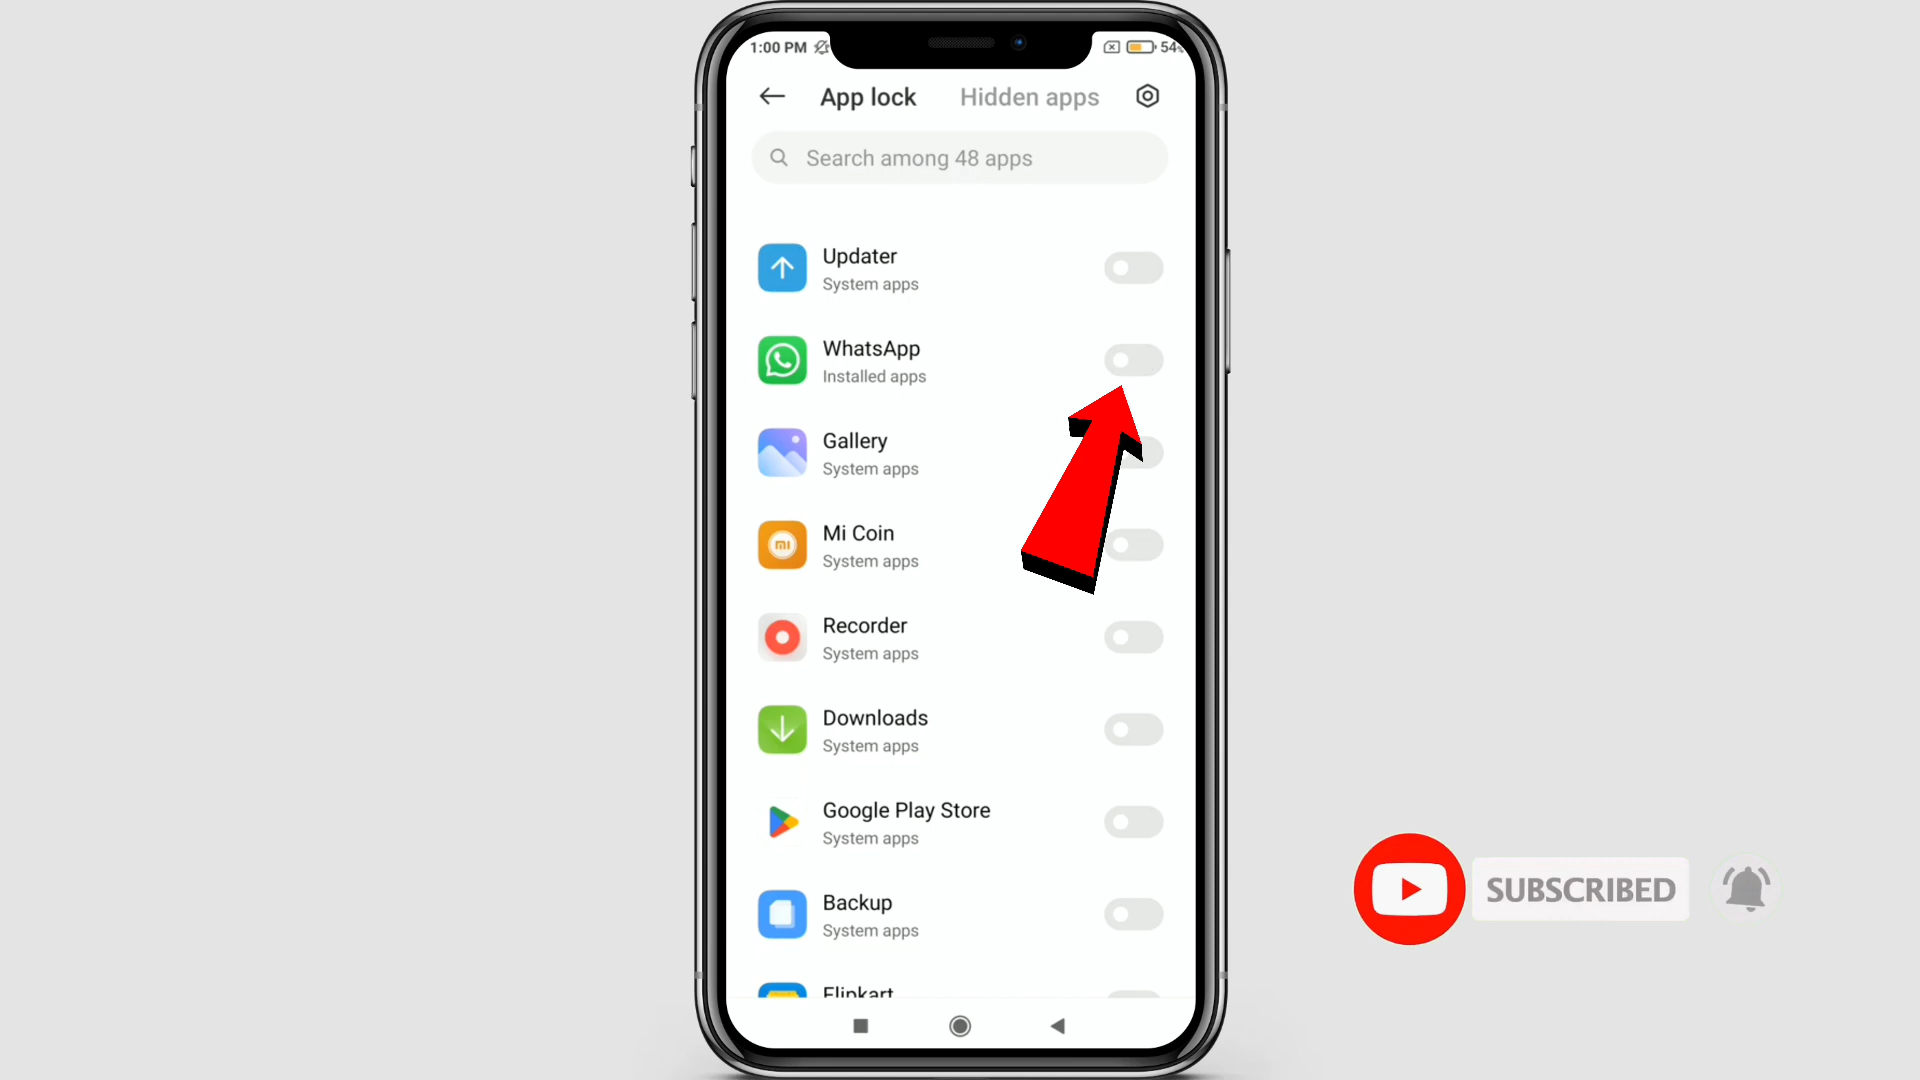 1:00 PM
54%
App lock
Hidden apps
Search among 48 apps
Updater
System apps
WhatsApp
Installed apps
Gallery
System apps
Mi Coin
System apps
Recorder
System apps
Downloads
System apps
Google Play Store
System apps
Backup
System apps
Flipkart
SUBSCRIBED